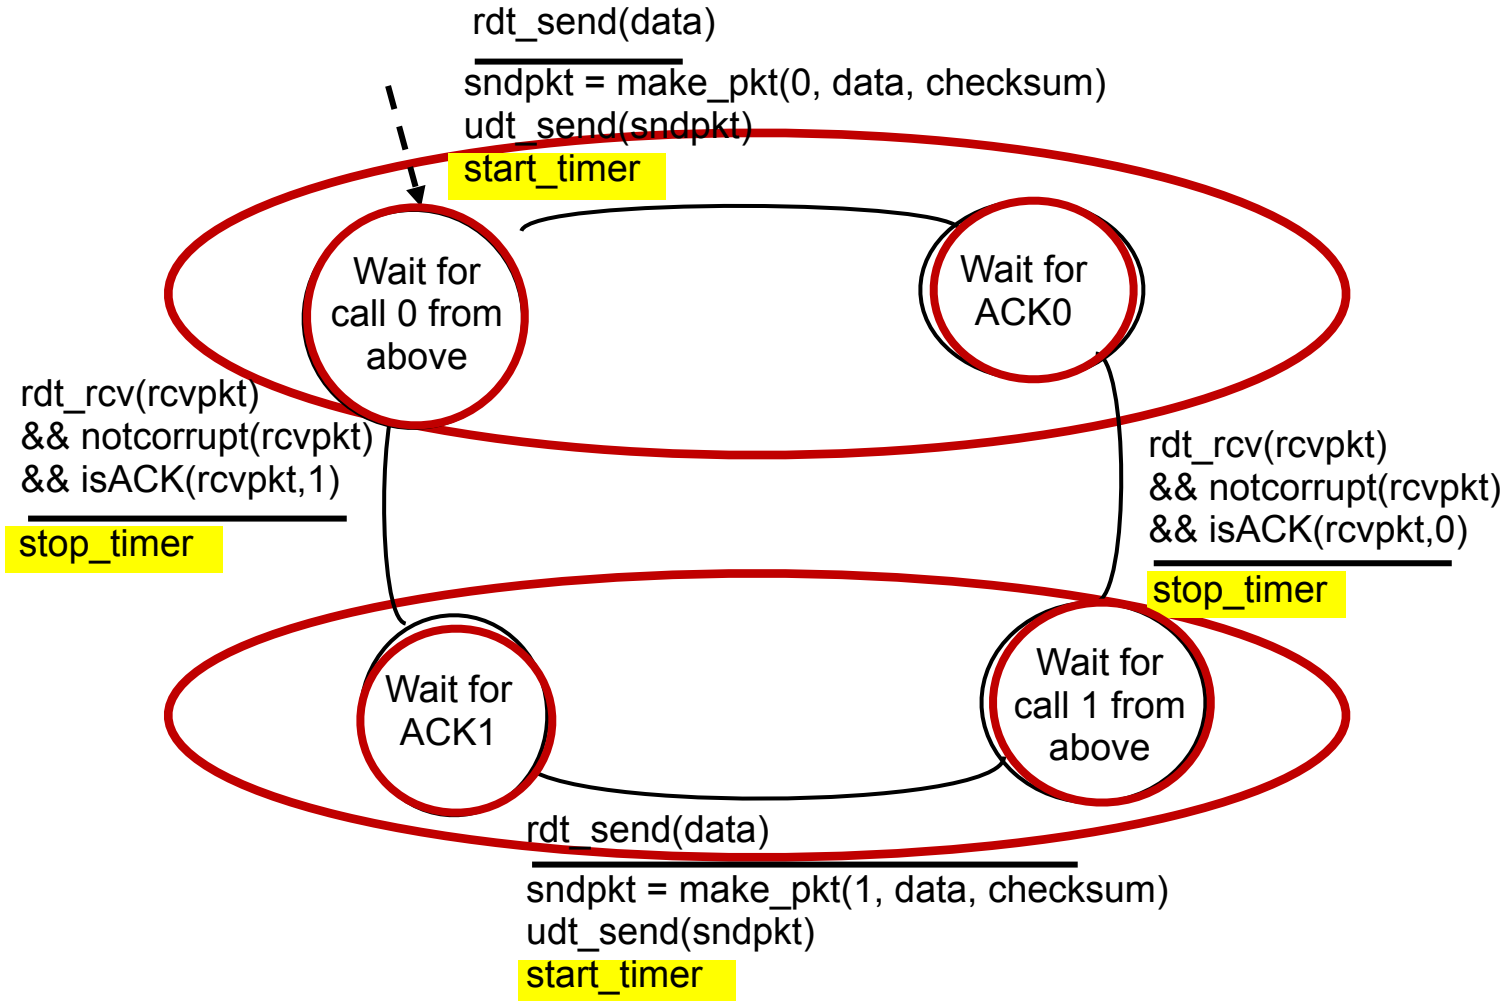 rdt_send(data)
sndpkt = make_pkt(0, data, checksum)
udt_send(sndpkt)
start_timer
Wait for
call 0 from
above
Wait for
ACK0
rdt_rcv(rcvpkt)
&& notcorrupt(rcvpkt)
&& isACK(rcvpkt,1)
stop_timer
rdt_rcv(rcvpkt)
&& notcorrupt(rcvpkt)
&& isACK(rcvpkt,0)
stop_timer
Wait for
ACK1
Wait for
call 1 from
above
rdt_send(data)
sndpkt = make_pkt(1, data, checksum)
udt_send(sndpkt)
start_timer